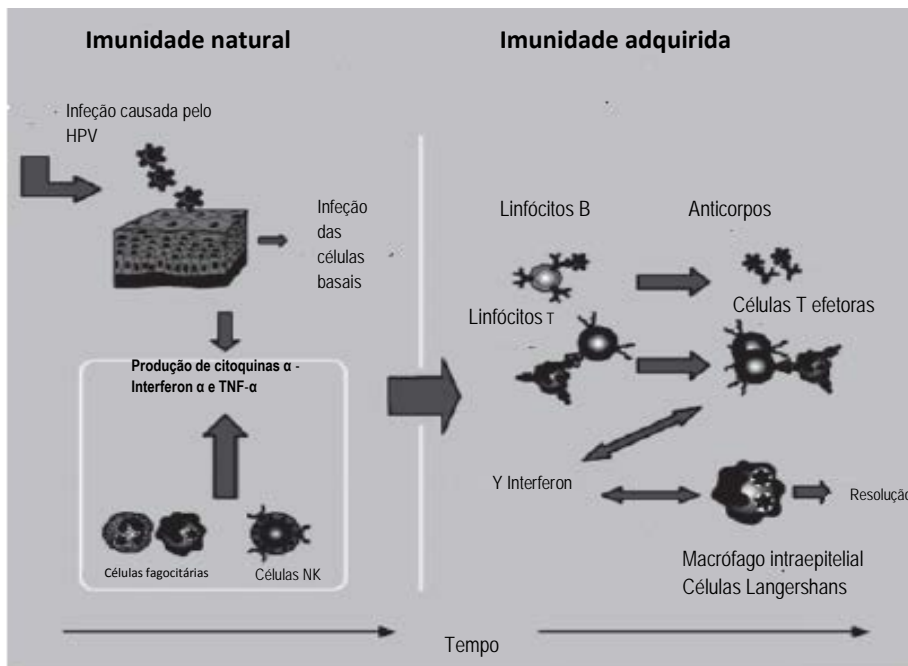 Imunidade natural
Imunidade adquirida
Infeção causada pelo
HPV
Infeção
das
células
basais
Produção de citoquinas α -
Interferon α e TNF-α
Células fagocitárias
Células NK
Linfócitos B
Anticorpos
Linfócitos T
Células T efetoras
Y Interferon
Resolução
Macrófago intraepitelial
Células Langershans
Tempo